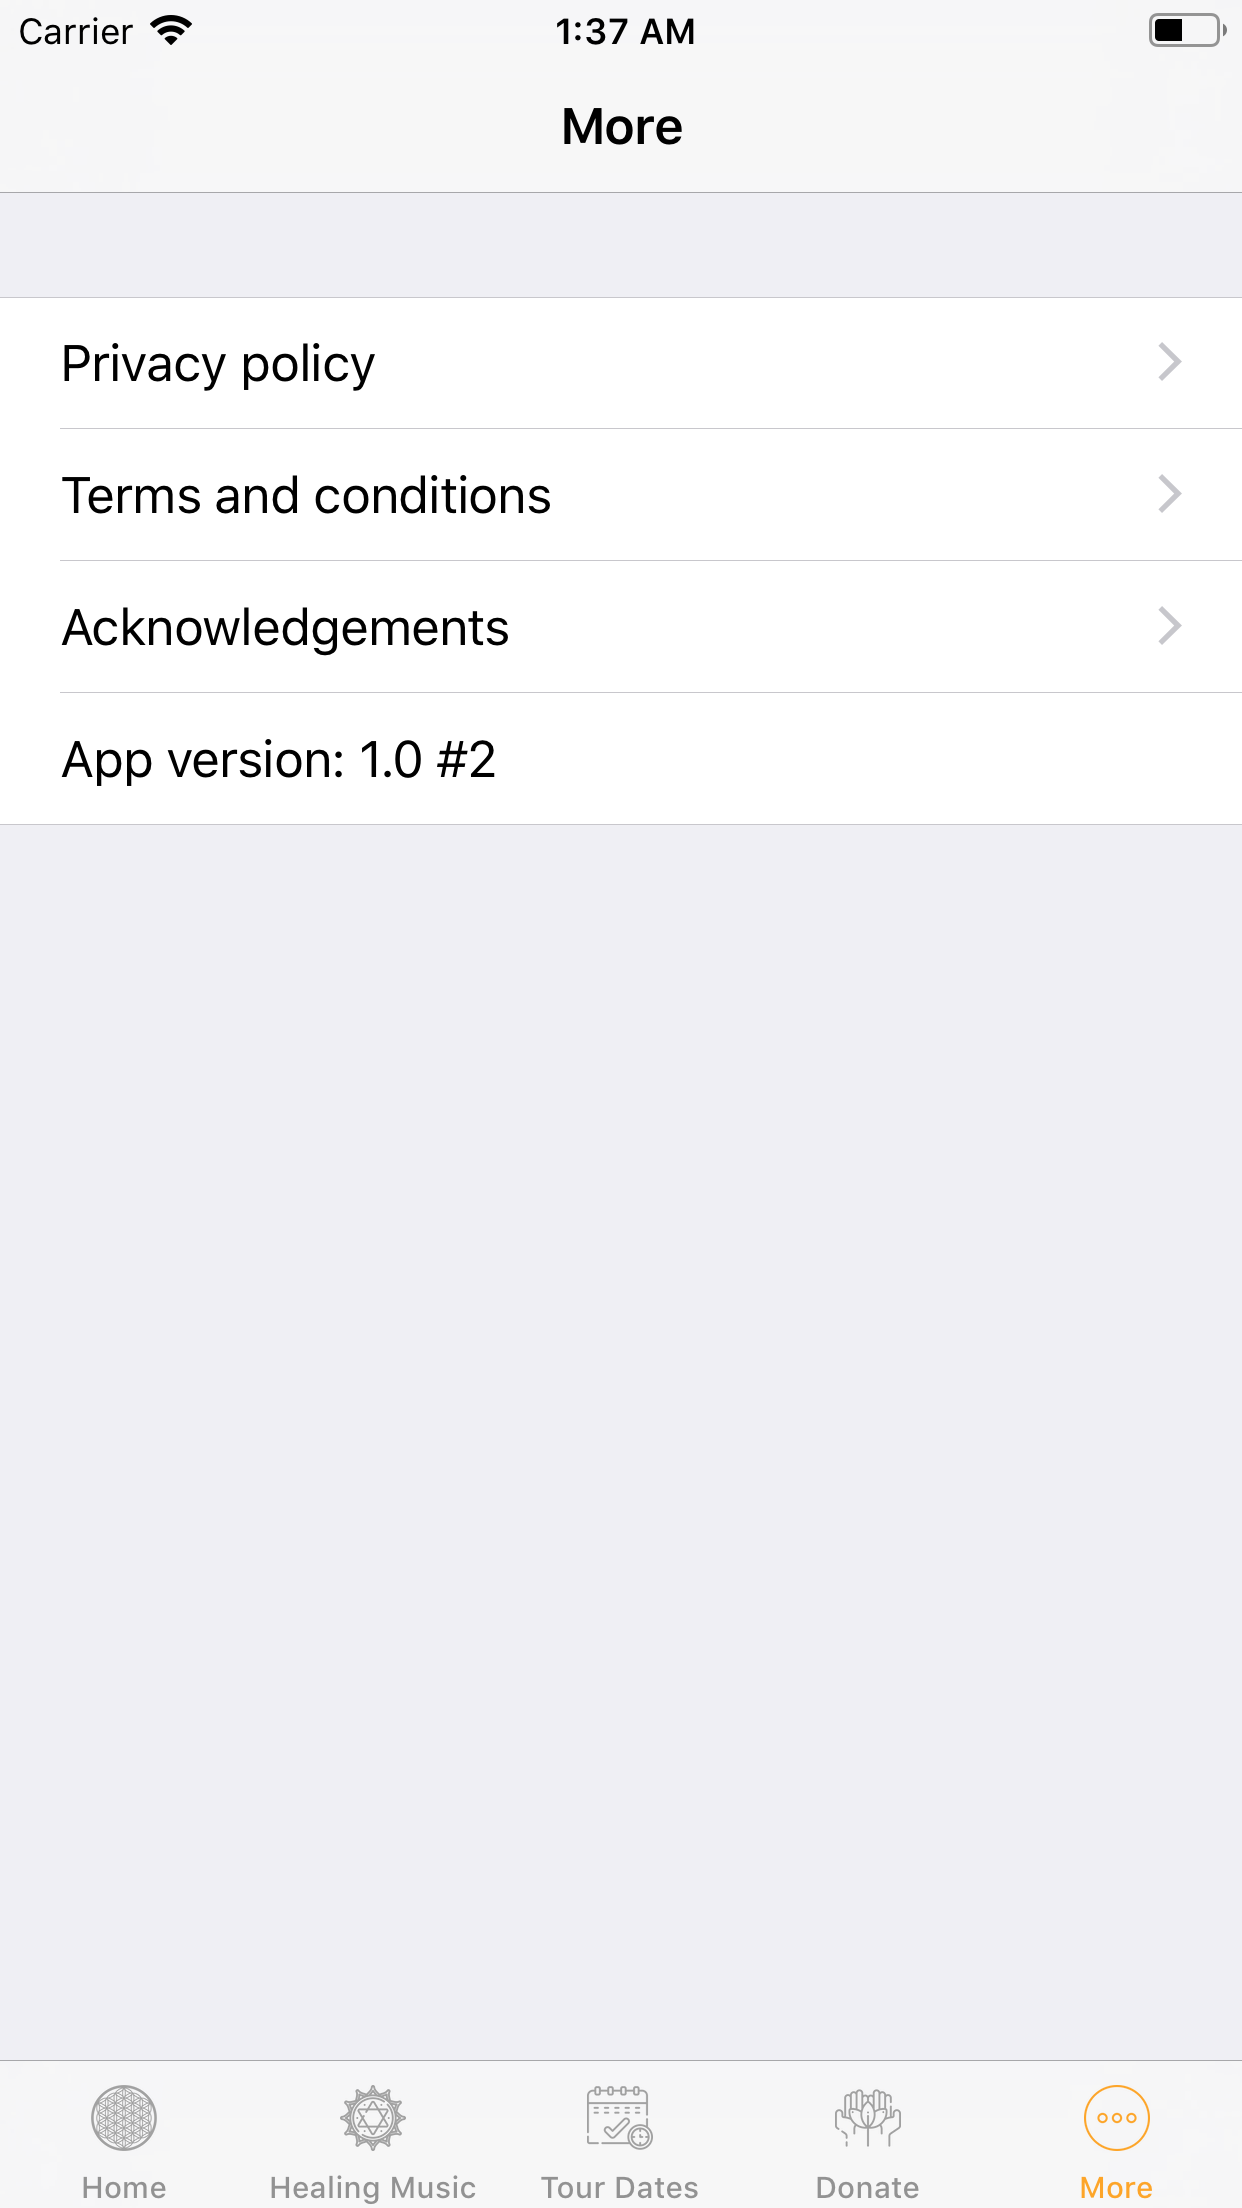 Carrier 1:37 AM
More
Privacy policy
Terms and conditions
Acknowledgements
App version: 1.0 #2
Home Healing Music Tour Dates Donate More